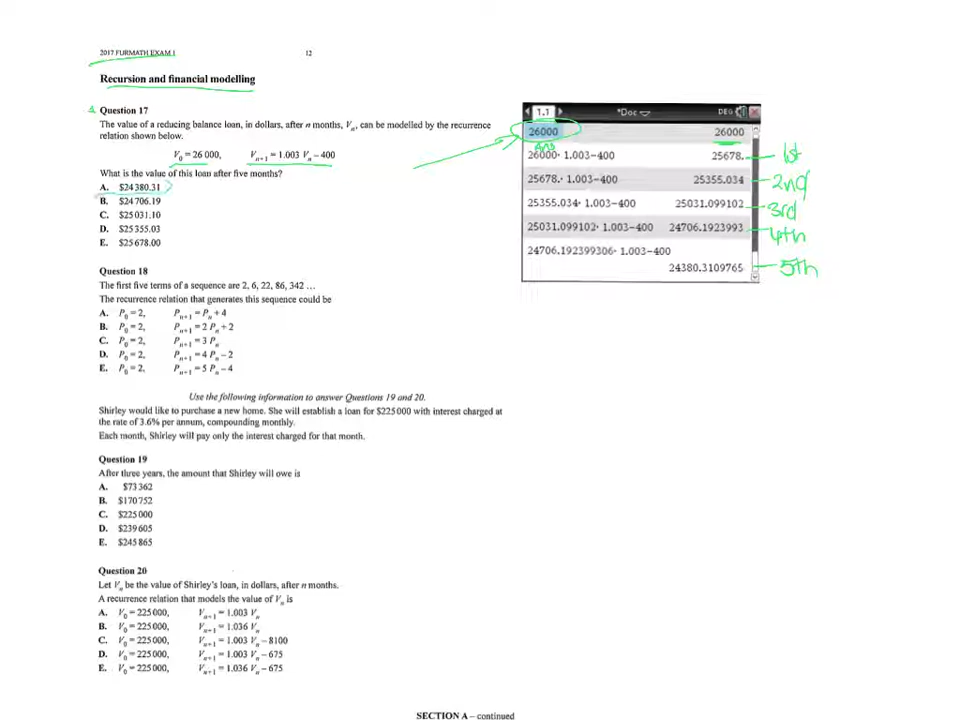 2017 FURMATH EXAM 1
12
Recursion and financial modelling
Question 17
The value of a reducing balance loan, in dollars, after n months, Vn, can be modelled by the recurrence
relation shown below.
V0 = 26 000, Vn+1 = 1.003 Vn – 400
What is the value of this loan after five months?
A. $24 380.31
B. $24 706.19
C. $25 031.10
D. $25 355.03
E. $25 678.00
Question 18
The first five terms of a sequence are 2, 6, 22, 86, 342 ...
The recurrence relation that generates this sequence could be
A. P0 = 2, Pn+1 = Pn + 4
B. P0 = 2, Pn+1 = 2 Pn + 2
C. P0 = 2, Pn+1 = 3 Pn
D. P0 = 2, Pn+1 = 4 Pn – 2
E. P0 = 2, Pn+1 = 5 Pn – 4
Use the following information to answer Questions 19 and 20.
Shirley would like to purchase a new home. She will establish a loan for $225 000 with interest charged at
the rate of 3.6% per annum, compounding monthly.
Each month, Shirley will pay only the interest charged for that month.
Question 19
After three years, the amount that Shirley will owe is
A. $73 362
B. $170 752
C. $225 000
D. $239 605
E. $245 865
Question 20
Let Vn be the value of Shirley's loan, in dollars, after n months.
A recurrence relation that models the value of Vn is
A. V0 = 225 000, Vn+1 = 1.003 Vn
B. V0 = 225 000, Vn+1 = 1.036 Vn
C. V0 = 225 000, Vn+1 = 1.003 Vn – 8100
D. V0 = 225 000, Vn+1 = 1.003 Vn – 675
E. V0 = 225 000, Vn+1 = 1.036 Vn – 675
SECTION A – continued
1.1 *Doc DEG
26000 26000
Ans
26000· 1.003−400 25678. 1st
25678.· 1.003−400 25355.034 2nd
25355.034· 1.003−400 25031.099102 3rd
25031.099102· 1.003−400 24706.1923993 4th
24706.192399306· 1.003−400
24380.3109765 5th